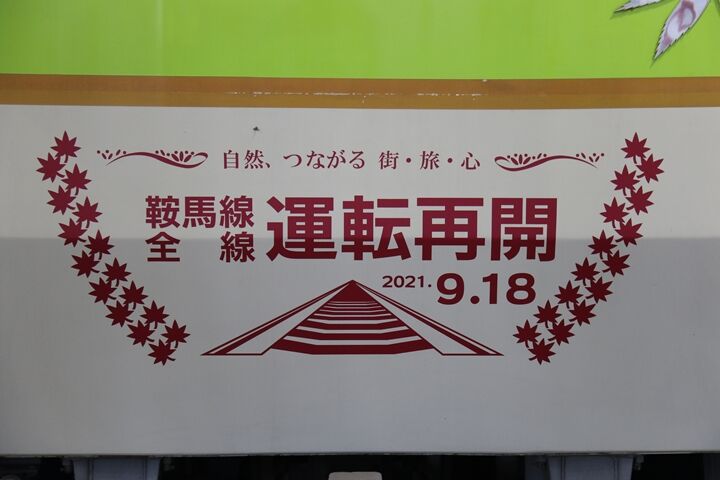 自然、つながる 街・旅・心
鞍馬線
全線
運転再開
2021.9.18